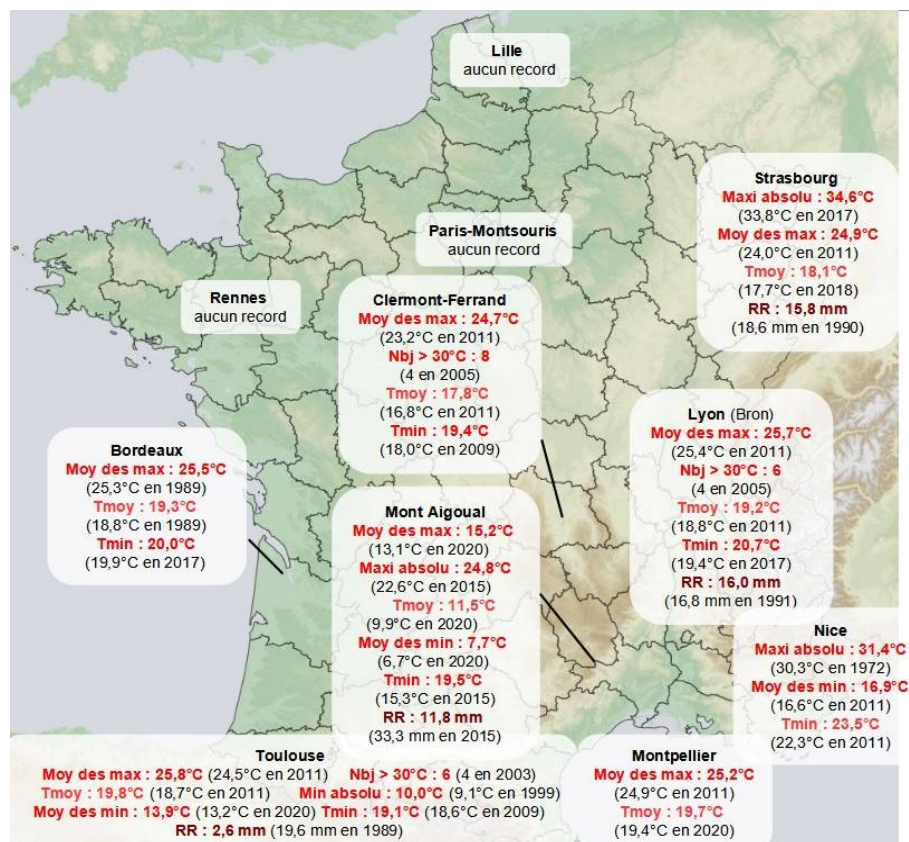 Lille
aucun record
Strasbourg
Maxi absolu : 34,6°C
(33,8°C en 2017)
Moy des max : 24,9°C
(24,0°C en 2011)
Tmoy : 18,1°C
(17,7°C en 2018)
RR : 15,8 mm
(18,6 mm en 1990)
Paris-Montsouris
aucun record
Rennes
aucun record
Clermont-Ferrand
Moy des max : 24,7°C
(23,2°C en 2011)
Nbj > 30°C : 8
(4 en 2005)
Tmoy : 17,8°C
(16,8°C en 2011)
Tmin : 19,4°C
(18,0°C en 2009)
Lyon (Bron)
Moy des max : 25,7°C
(25,4°C en 2011)
Nbj > 30°C : 6
(4 en 2005)
Tmoy : 19,2°C
(18,8°C en 2011)
Tmin : 20,7°C
(19,4°C en 2017)
RR : 16,0 mm
(16,8 mm en 1991)
Bordeaux
Moy des max : 25,5°C
(25,3°C en 1989)
Tmoy : 19,3°C
(18,8°C en 1989)
Tmin : 20,0°C
(19,9°C en 2017)
Mont Aigoual
Moy des max : 15,2°C
(13,1°C en 2020)
Maxi absolu : 24,8°C
(22,6°C en 2015)
Tmoy : 11,5°C
(9,9°C en 2020)
Moy des min : 7,7°C
(6,7°C en 2020)
Tmin : 19,5°C
(15,3°C en 2015)
RR : 11,8 mm
(33,3 mm en 2015)
Nice
Maxi absolu : 31,4°C
(30,3°C en 1972)
Moy des min : 16,9°C
(16,6°C en 2011)
Tmin : 23,5°C
(22,3°C en 2011)
Toulouse
Moy des max : 25,8°C (24,5°C en 2011) Nbj > 30°C : 6 (4 en 2003)
Tmoy : 19,8°C (18,7°C en 2011) Min absolu : 10,0°C (9,1°C en 1999)
Moy des min : 13,9°C (13,2°C en 2020) Tmin : 19,1°C (18,6°C en 2009)
RR : 2,6 mm (19,6 mm en 1989)
Montpellier
Moy des max : 25,2°C
(24,9°C en 2011)
Tmoy : 19,7°C
(19,4°C en 2020)